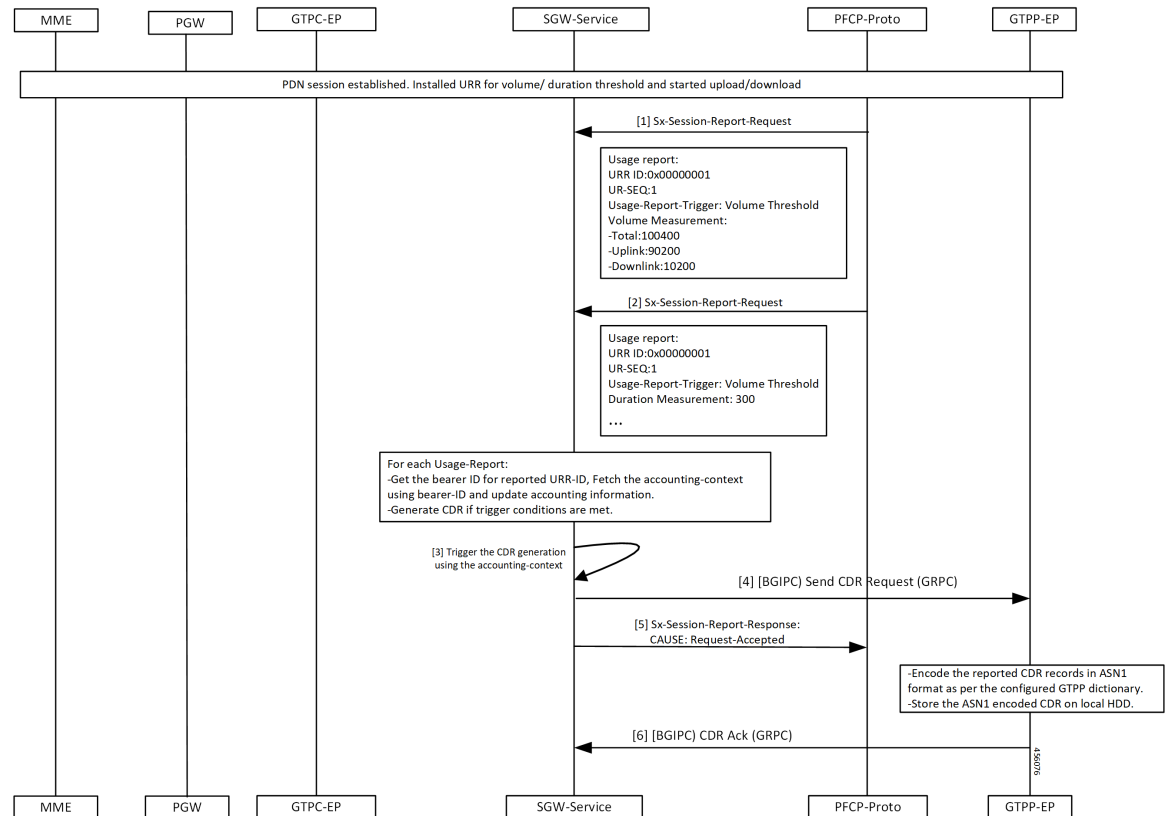 MME
PGW
GTPC-EP
SGW-Service
PFCP-Proto
GTPP-EP
PDN session established. Installed URR for volume/ duration threshold and started upload/download
[1] Sx-Session-Report-Request
Usage report:
URR ID:0x00000001
UR-SEQ:1
Usage-Report-Trigger: Volume Threshold
Volume Measurement:
-Total:100400
-Uplink:90200
-Downlink:10200
[2] Sx-Session-Report-Request
Usage report:
URR ID:0x00000001
UR-SEQ:1
Usage-Report-Trigger: Volume Threshold
Duration Measurement: 300
...
For each Usage-Report:
-Get the bearer ID for reported URR-ID, Fetch the accounting-context
using bearer-ID and update accounting information.
-Generate CDR if trigger conditions are met.
[3] Trigger the CDR generation
using the accounting-context
[4] [BGIPC) Send CDR Request (GRPC)
[5] Sx-Session-Report-Response:
CAUSE: Request-Accepted
-Encode the reported CDR records in ASN1
format as per the configured GTPP dictionary.
-Store the ASN1 encoded CDR on local HDD.
[6] [BGIPC) CDR Ack (GRPC)
456076
MME
PGW
GTPC-EP
SGW-Service
PFCP-Proto
GTPP-EP